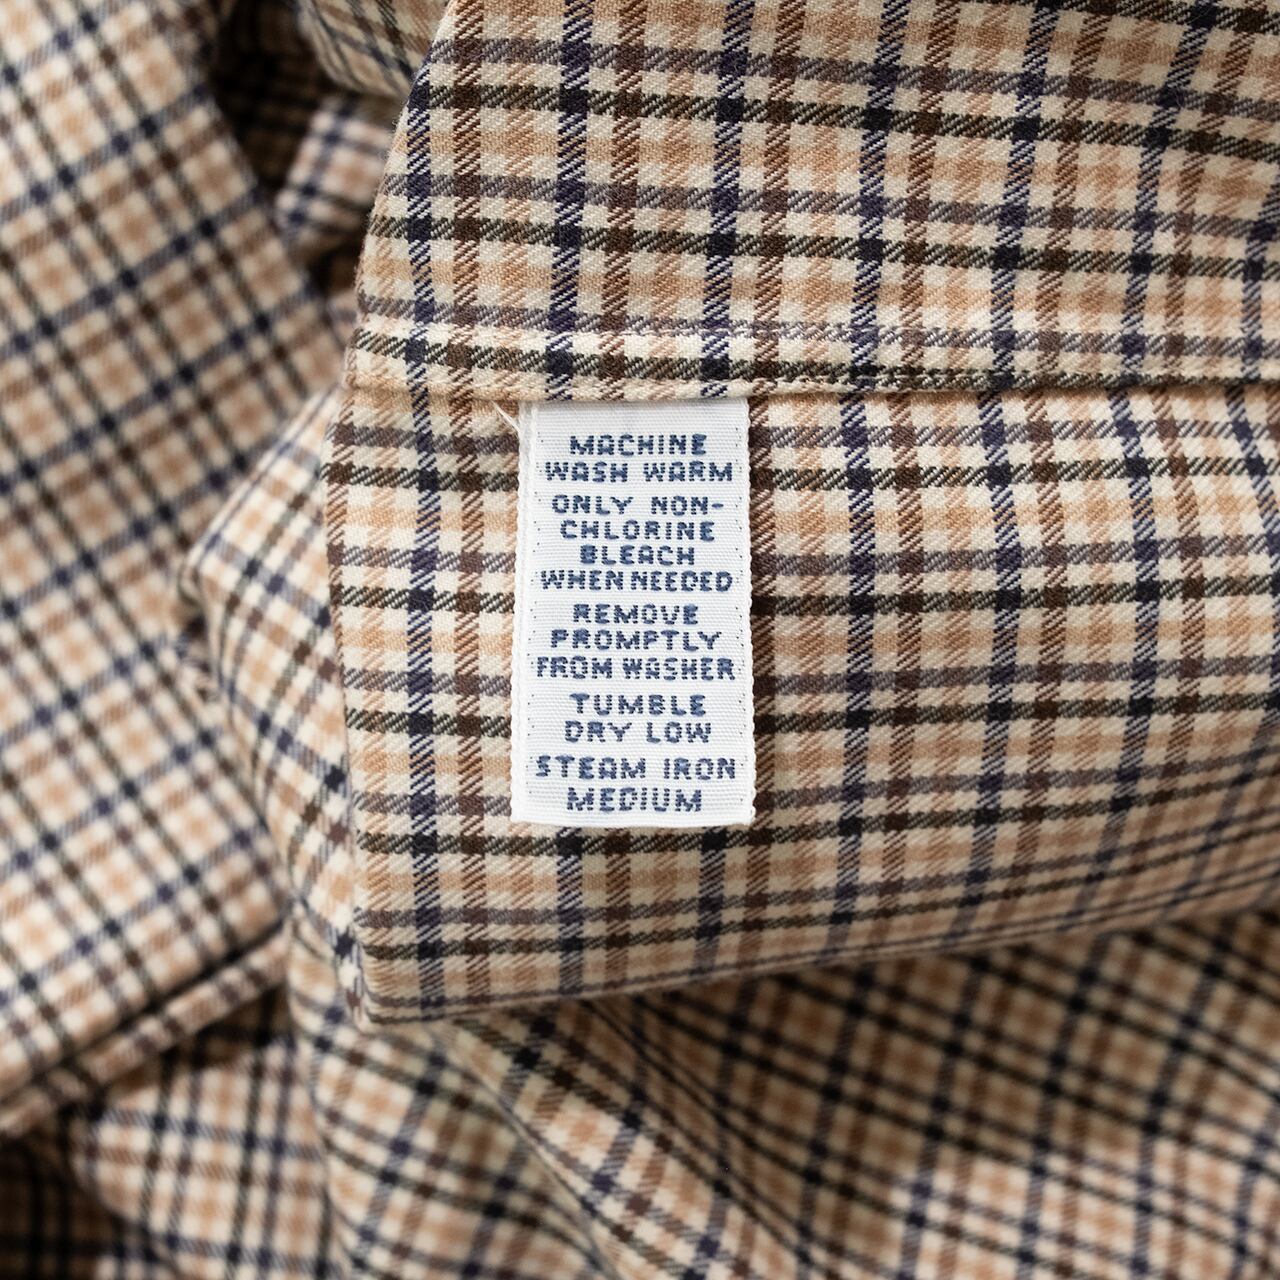 MACHINE
WASH WARM
ONLY NON-
CHLORINE
BLEACH
WHEN NEEDED
REMOVE
PROMPTLY
FROM WASHER
TUMBLE
DRY LOW
STEAM IRON
MEDIUM